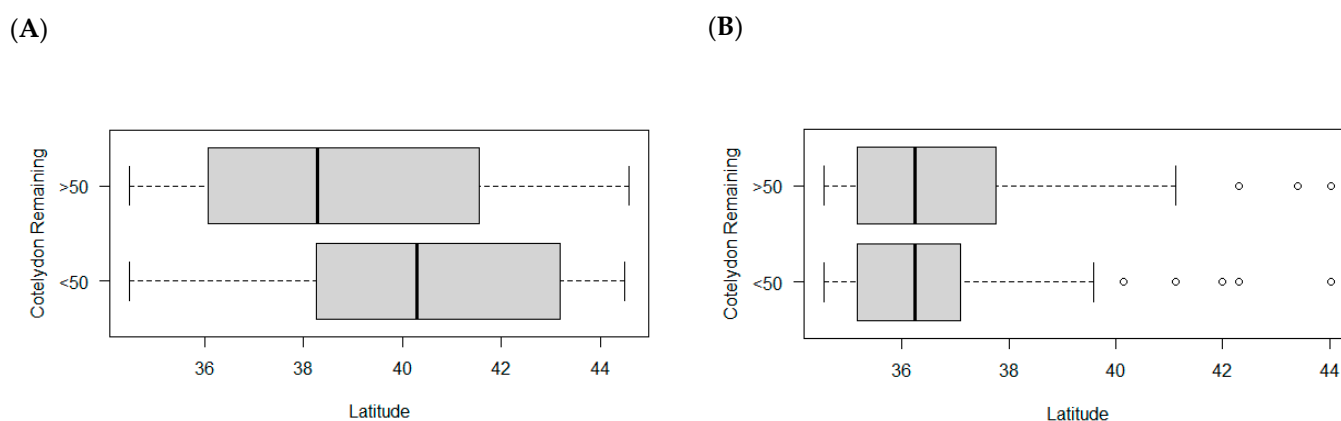 (A)
Cotelydon Remaining
>50
<50
36 38 40 42 44
Latitude
(B)
Cotelydon Remaining
>50
<50
36 38 40 42 44
Latitude